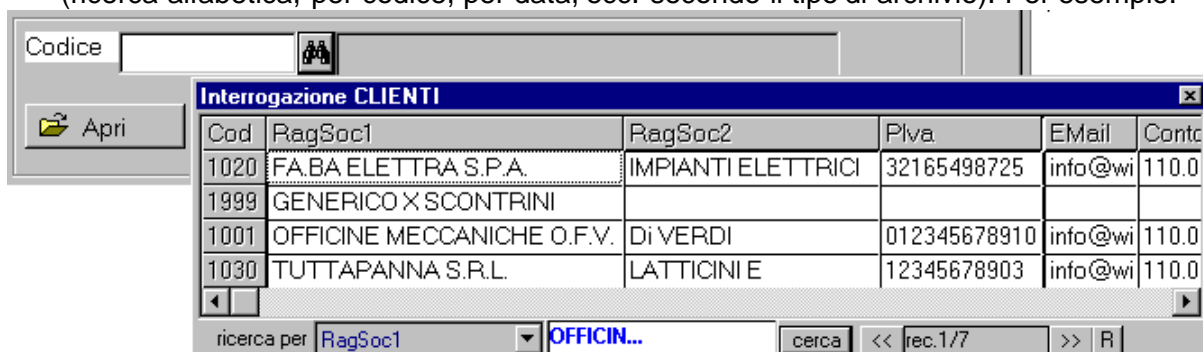 (ricerca alfabetica, per codice, per data, ecc. secondo il tipo di archivio). Per esempio:
Codice
Interrogazione CLIENTI
Apri
Cod RagSoc1 RagSoc2 PIva EMail Conto
1020 FA.BA ELETTRA S.P.A. IMPIANTI ELETTRICI 32165498725 info@wi 110.0
1999 GENERICO X SCONTRINI
1001 OFFICINE MECCANICHE O.F.V. Di VERDI 012345678910 info@wi 110.0
1030 TUTTAPANNA S.R.L. LATTICINI E 12345678903 info@wi 110.0
ricerca per RagSoc1 OFFICIN... cerca << rec.1/7 >> R